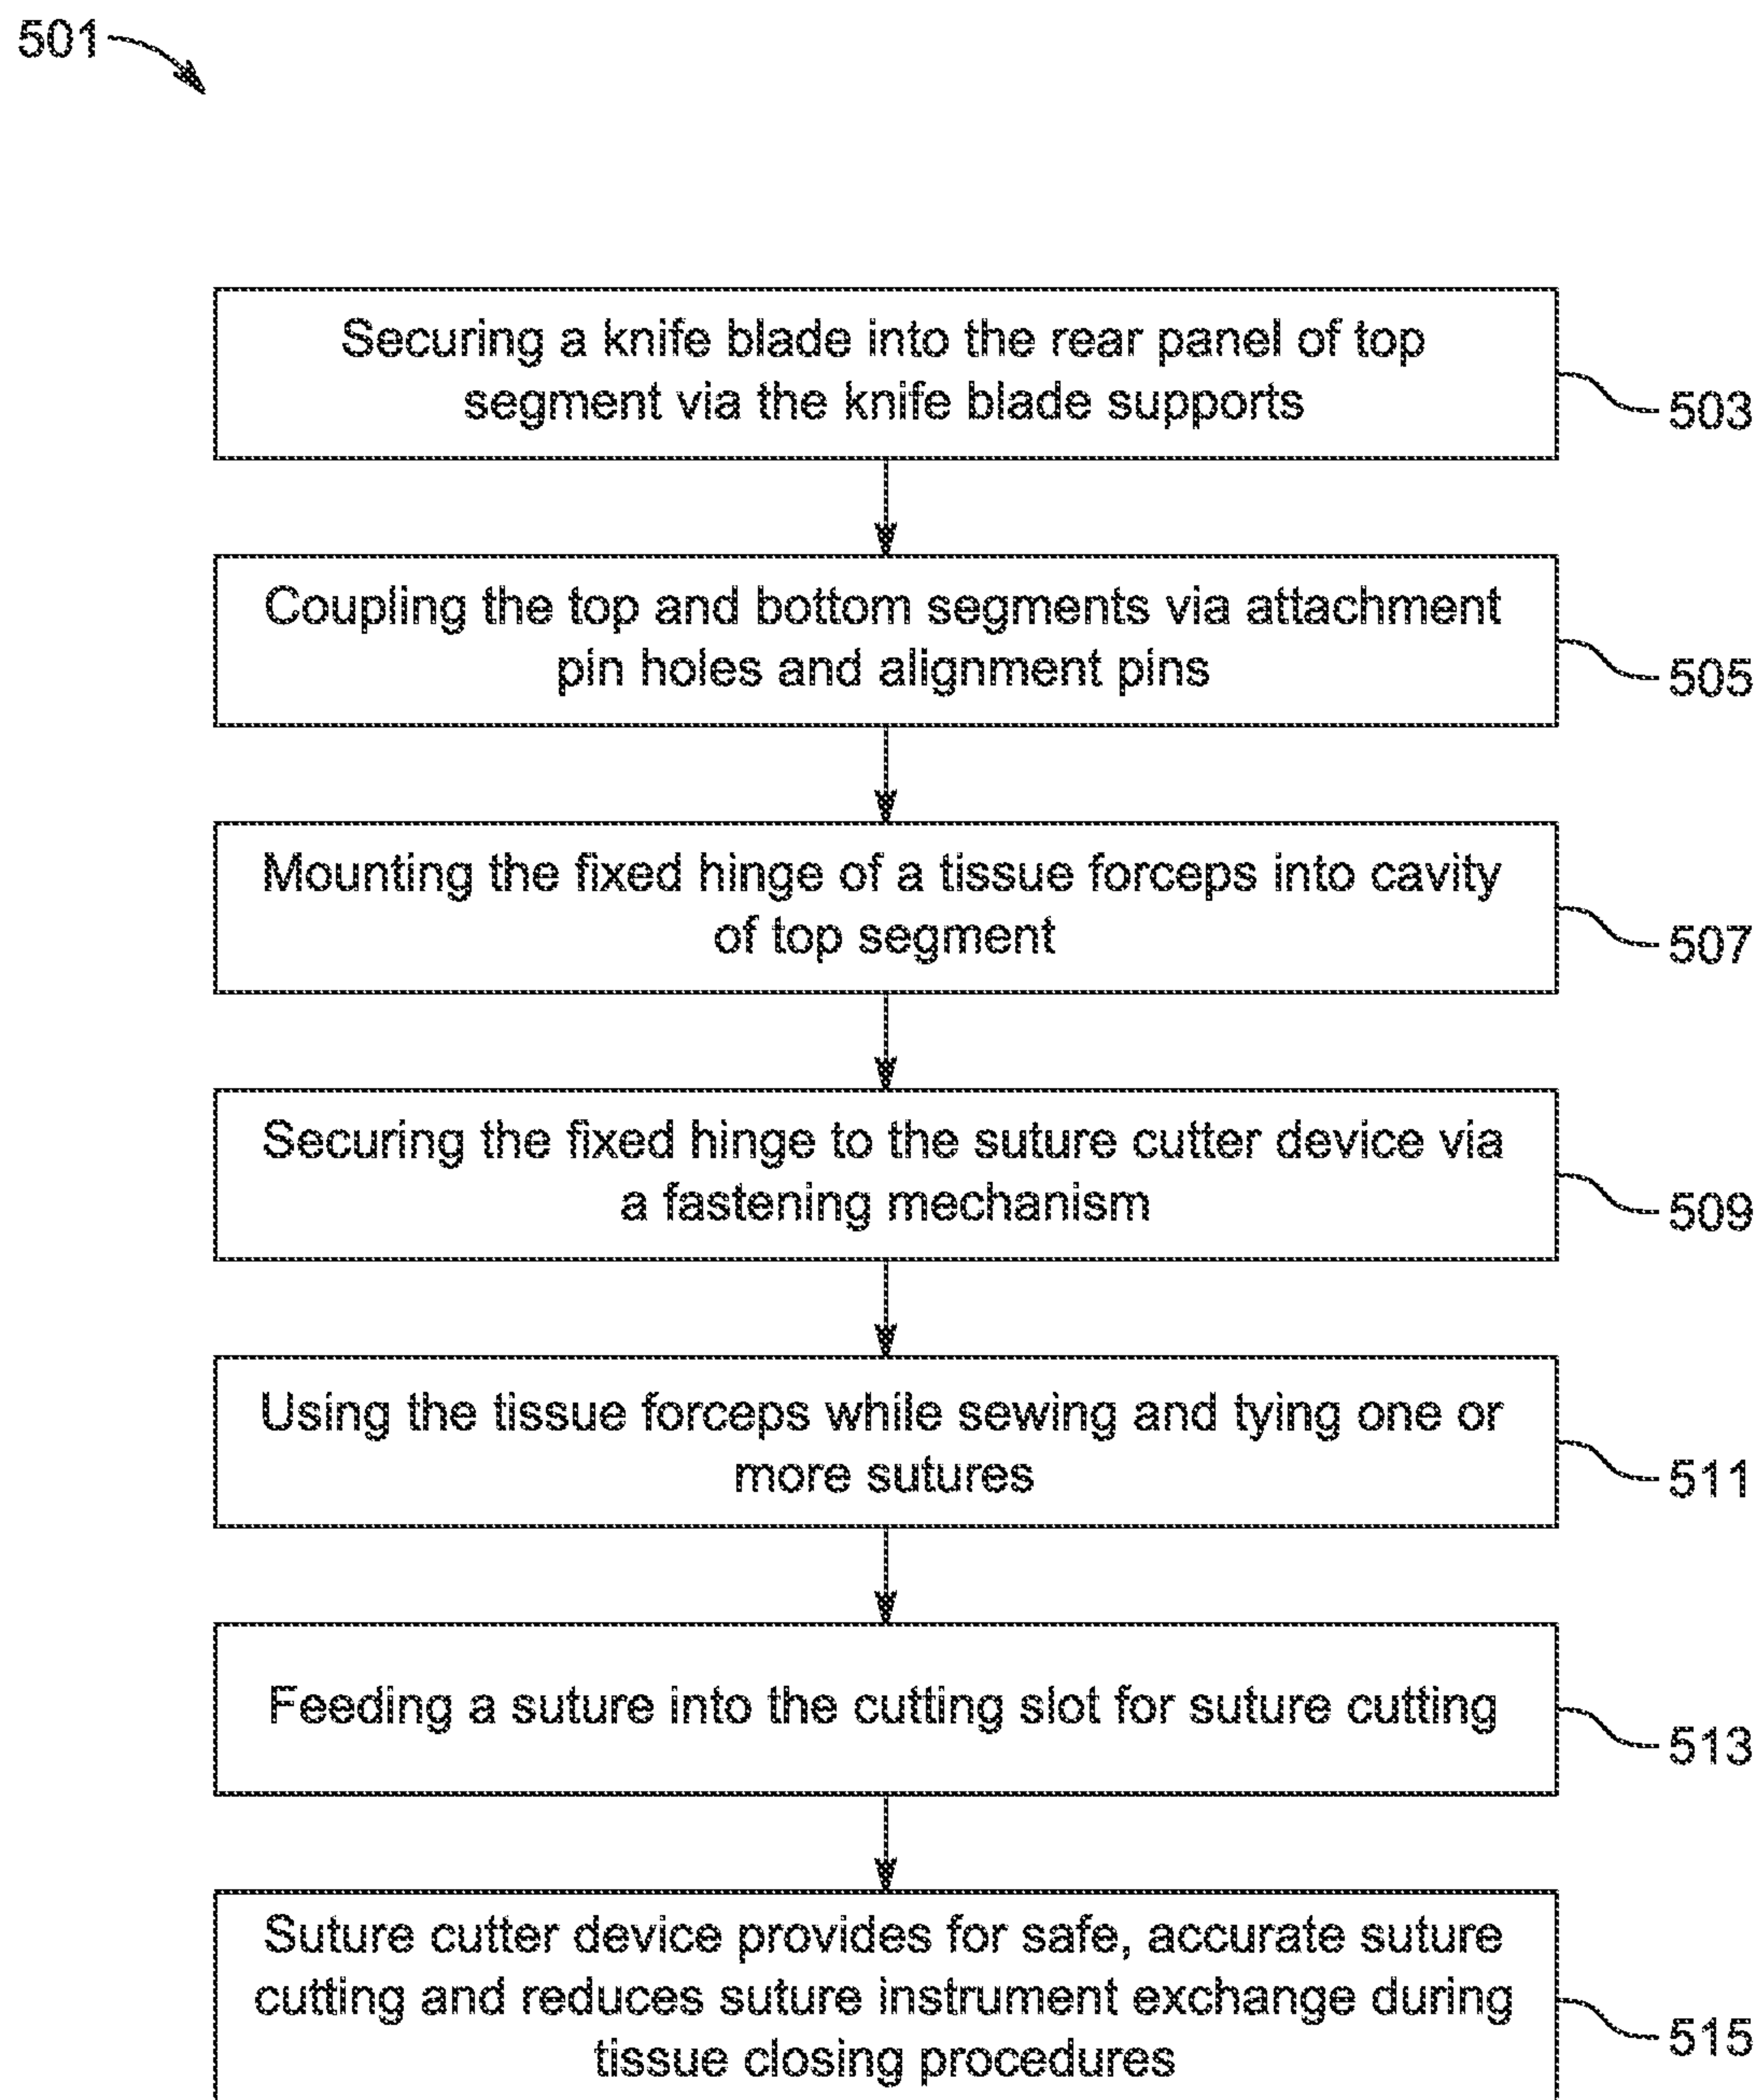 501
Securing a knife blade into the rear panel of top
segment via the knife blade supports
503
Coupling the top and bottom segments via attachment
pin holes and alignment pins
505
Mounting the fixed hinge of a tissue forceps into cavity
of top segment
507
Securing the fixed hinge to the suture cutter device via
a fastening mechanism
509
Using the tissue forceps while sewing and tying one or
more sutures
511
Feeding a suture into the cutting slot for suture cutting
513
Suture cutter device provides for safe, accurate suture
cutting and reduces suture instrument exchange during
tissue closing procedures
515